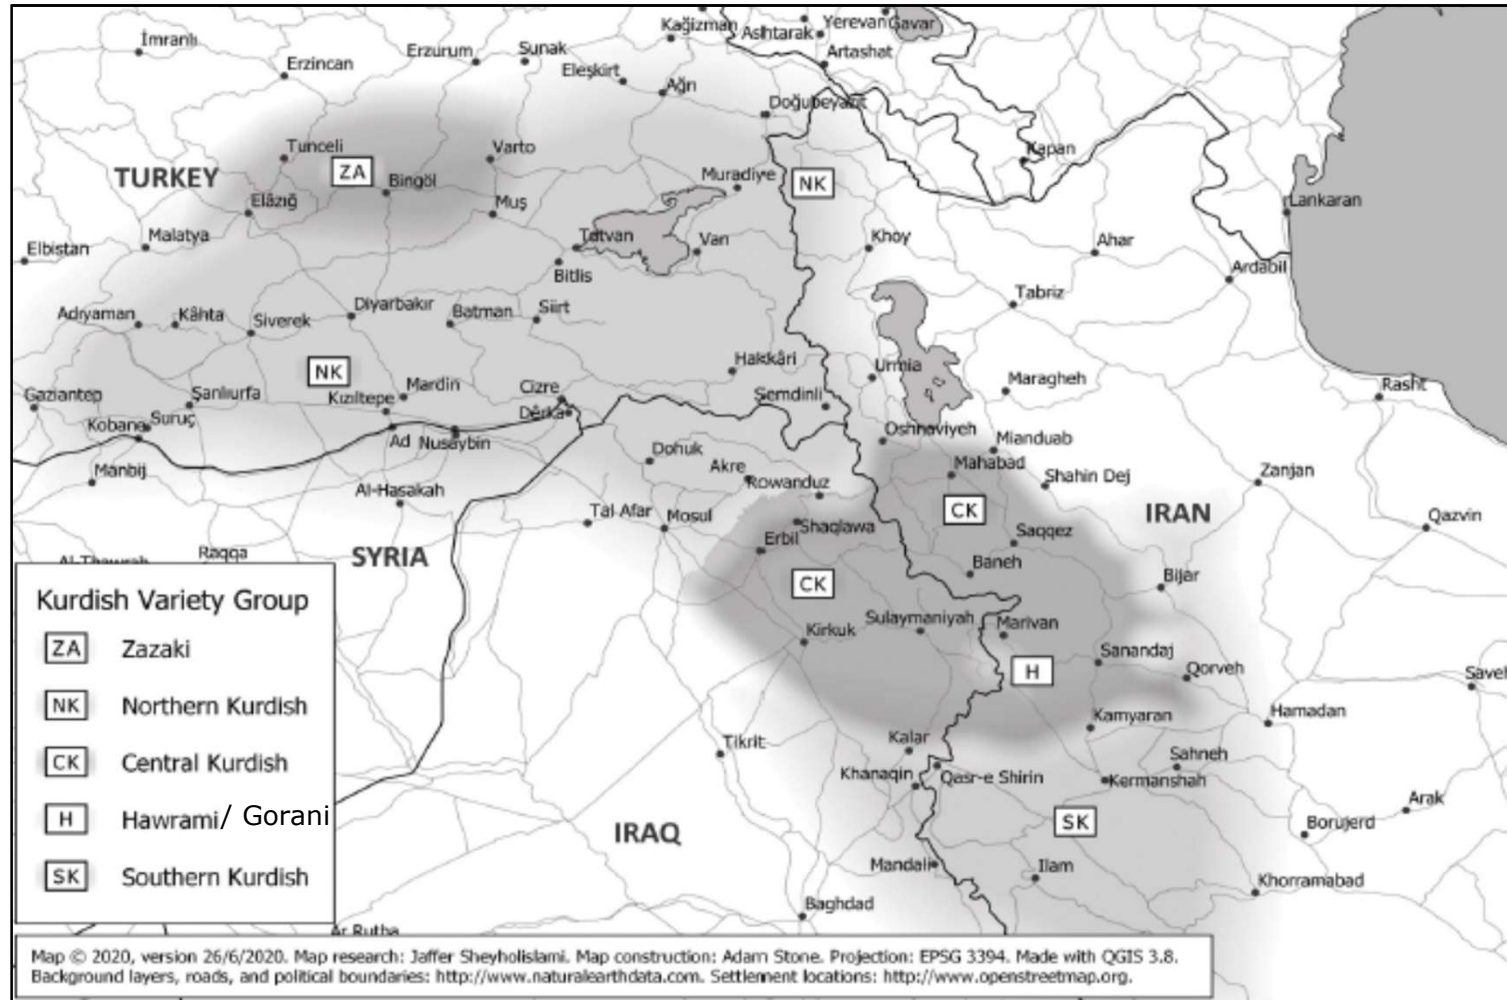 İmranlı
Erzincan
Erzurum
Sunak
Kağizman
Ashtarak
Yerevan
Gavar
Artashat
Eleşkirt
Ağrı
Doğubeyazıt
Tunceli
ZA
Varto
Bingöl
TURKEY
Muradiye
NK
Kapan
Elâzığ
Muş
Lankaran
Malatya
Elbistan
Tatvan
Van
Khoy
Ahar
Bitlis
Ardabil
Tabriz
Adıyaman
Kâhta
Siverek
Diyarbakır
Batman
Siirt
NK
Hakkâri
Urmia
Maragheh
Rasht
Gaziantep
Şanlıurfa
Kızıltepe
Mardin
Cizre
Dêrka
Şemdinli
Kobane
Suruç
Ad
Nusaybin
Oshnaviyeh
Mianduab
Manbij
Dohuk
Akre
Mahabad
Shahin Dej
Zanjan
Al-Hasakah
Rowanduz
CK
IRAN
Qazvin
Tal Afar
Mosul
Shaqlawa
Saqqez
Raqqa
SYRIA
Erbil
Baneh
Bijar
Al-Thawrah
CK
Kirkuk
Sulaymaniyah
Marivan
Sanandaj
H
Qorveh
Saveh
Kamyaran
Hamadan
Tikrit
Kalar
Sahneh
Khanaqin
Qasr-e Shirin
Kermanshah
Arak
IRAQ
SK
Borujerd
Mandali
Ilam
Khorramabad
Baghdad
Ar Rutba
Kurdish Variety Group
ZA Zazaki
NK Northern Kurdish
CK Central Kurdish
H Hawrami/ Gorani
SK Southern Kurdish
Map © 2020, version 26/6/2020. Map research: Jaffer Sheyholislami. Map construction: Adam Stone. Projection: EPSG 3394. Made with QGIS 3.8.
Background layers, roads, and political boundaries: http://www.naturalearthdata.com. Settlement locations: http://www.openstreetmap.org.